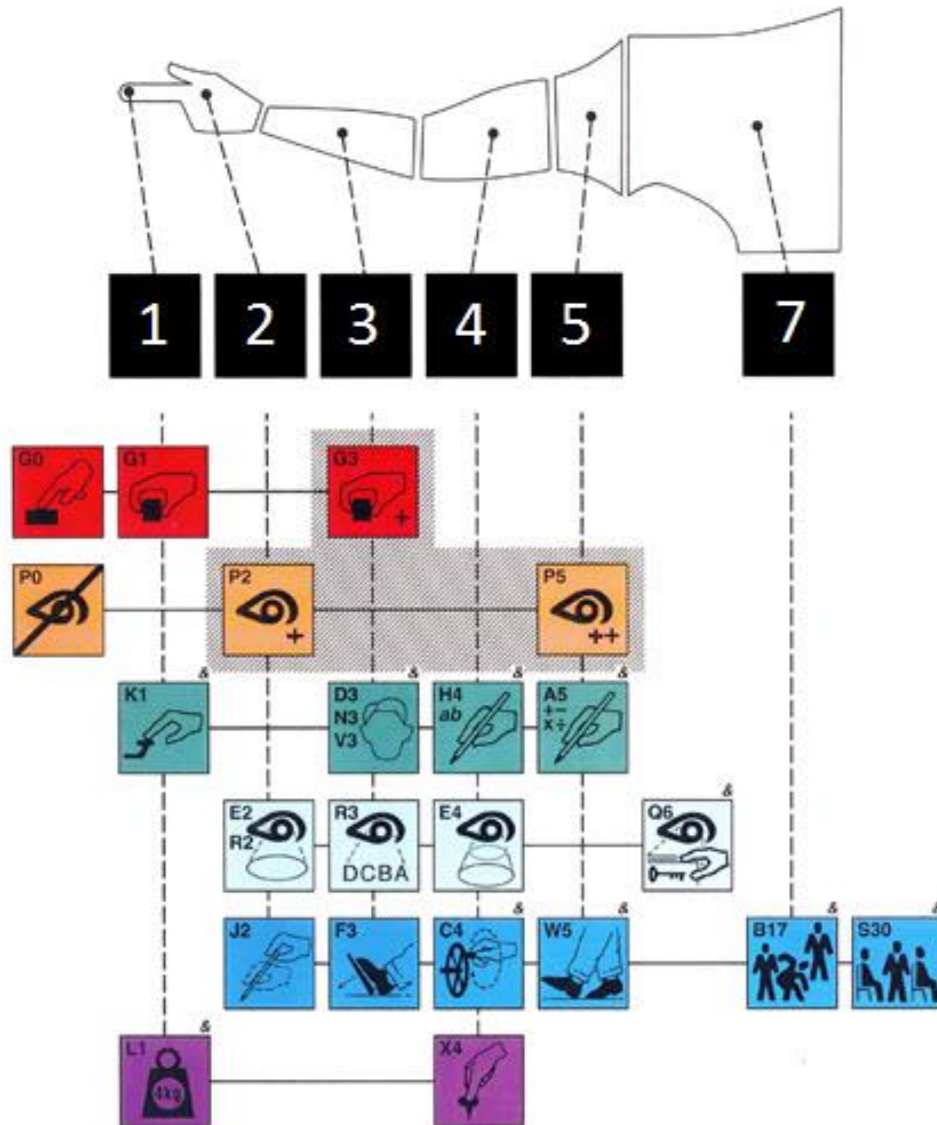 1 2 3 4 5 7
G0 G1 G3
+
P0 P2 P5
+ ++
& & & &
K1 D3 H4 A5
N3 ab +−
V3 x÷
&
E2 R3 E4 Q6
R2
DCBA
& & & &
J2 F3 C4 W5 B17 S30
&
L1 X4
4kg